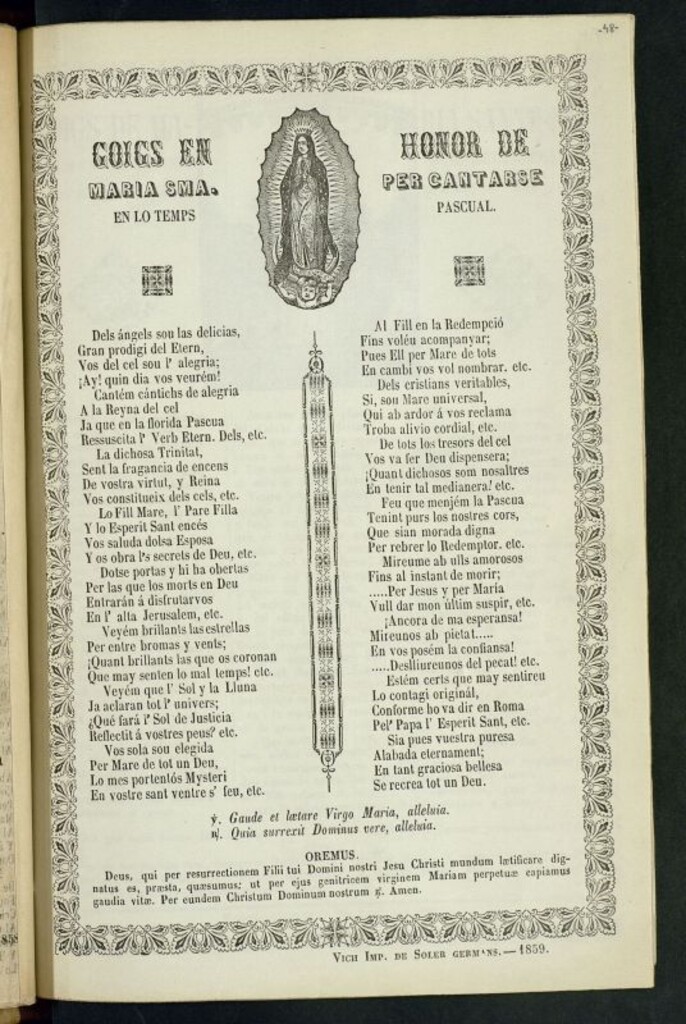 -48-
GOIGS EN HONOR DE
MARIA SMA. PER CANTARSE
EN LO TEMPS PASCUAL.
Dels ángels sou las delicias,
Gran prodigi del Etern,
Vos del cel sou l' alegria;
¡Ay! quin dia vos veurém!
Cantém cántichs de alegria
A la Reyna del cel
Ja que en la florida Pascua
Ressuscita l' Verb Etern. Dels, etc.
La dichosa Trinitat,
Sent la fragancia de encens
De vostra virtut, y Reina
Vos constitueix dels cels, etc.
Lo Fill Mare, l' Pare Filla
Y lo Esperit Sant encés
Vos saluda dolsa Esposa
Y os obra l's secrets de Deu, etc.
Dotse portas y hi ha obertas
Per las que los morts en Deu
Entrarán á disfrutarvos
En l' alta Jerusalem, etc.
Veyém brillants las estrellas
Per entre bromas y vents;
¡Quant brillants las que os coronan
Que may senten lo mal temps! etc.
Veyém que l' Sol y la Lluna
Ja aclaran tot l' univers;
¿Qué fará l' Sol de Justicia
Reflectit á vostres peus? etc.
Vos sola sou elegida
Per Mare de tot un Deu,
Lo mes portentós Mysteri
En vostre sant ventre s' feu, etc.
Al Fill en la Redempció
Fins voléu acompanyar;
Pues Ell per Mare de tots
En cambi vos vol nombrar. etc.
Dels cristians veritables,
Si, sou Mare universal,
Qui ab ardor á vos reclama
Troba alivio cordial, etc.
De tots los tresors del cel
Vos va fer Deu dispensera;
¡Quant dichosos som nosaltres
En tenir tal medianera! etc.
Feu que menjém la Pascua
Tenint purs los nostres cors,
Que sian morada digna
Per rebrer lo Redemptor. etc.
Mireume ab ulls amorosos
Fins al instant de morir;
.....Per Jesus y per María
Vull dar mon últim suspir, etc.
¡Ancora de ma esperansa!
Mireunos ab pietat.....
En vos posém la confiansa!
.....Deslliureunos del pecat! etc.
Estém certs que may sentireu
Lo contagi originál,
Conforme ho va dir en Roma
Pel' Papa l' Esperit Sant, etc.
Sia pues vuestra puresa
Alabada eternament;
En tant graciosa bellesa
Se recrea tot un Deu.
℣. Gaude et lætare Virgo Maria, alleluia.
℟. Quia surrexit Dominus vere, alleluia.
OREMUS.
Deus, qui per resurrectionem Filii tui Domini nostri Jesu Christi mundum lætificare dig-
natus es, præsta, quæsumus; ut per ejus genitricem virginem Mariam perpetuæ capiamus
gaudia vitæ. Per eundem Christum Dominum nostrum ℟. Amen.
VICH IMP. DE SOLER GERMANS.—1859.